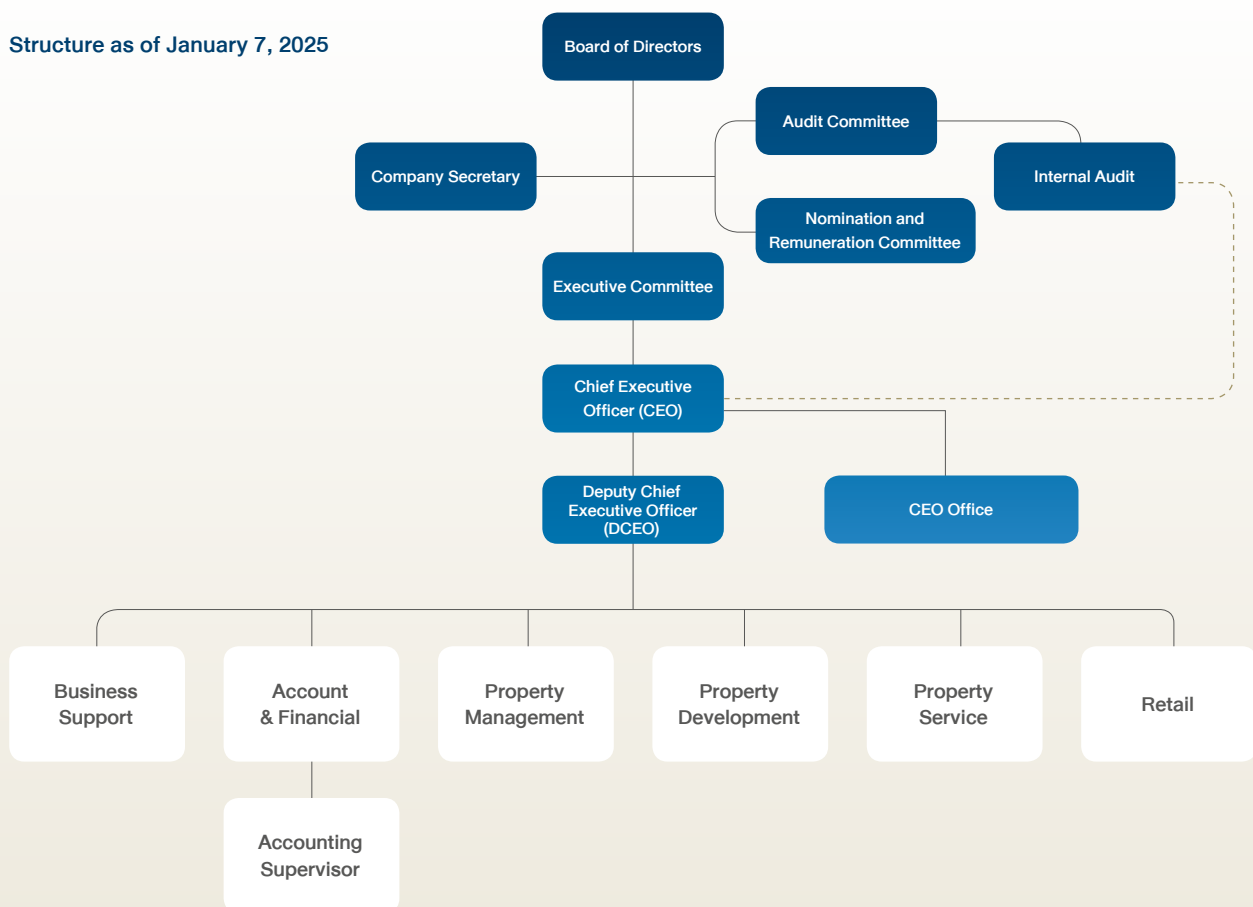 Structure as of January 7, 2025
Board of Directors
Audit Committee
Company Secretary
Internal Audit
Nomination and
Remuneration Committee
Executive Committee
Chief Executive
Officer (CEO)
Deputy Chief
Executive Officer
(DCEO)
CEO Office
Business
Support
Account
& Financial
Property
Management
Property
Development
Property
Service
Retail
Accounting
Supervisor